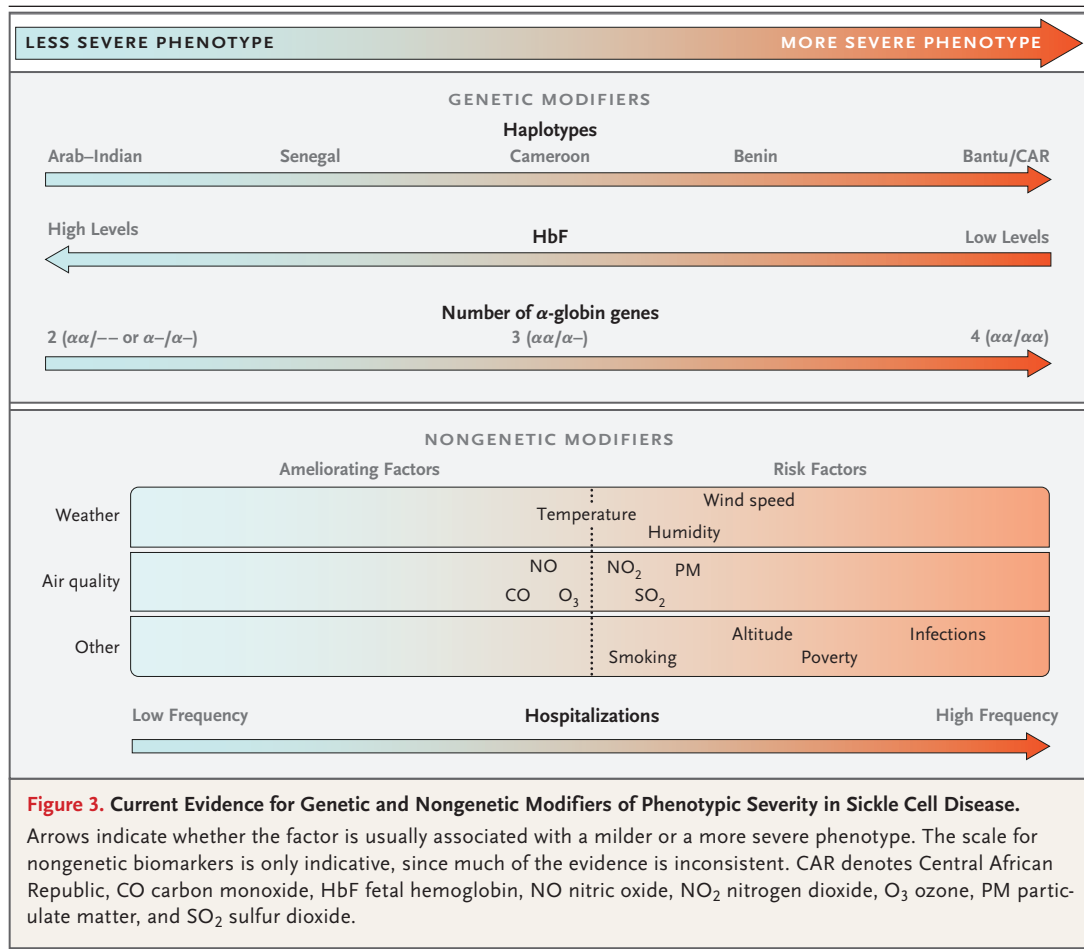 LESS SEVERE PHENOTYPE MORE SEVERE PHENOTYPE
GENETIC MODIFIERS
Haplotypes
Arab–Indian Senegal Cameroon Benin Bantu/CAR
High Levels HbF Low Levels
Number of α-globin genes
2 (αα/–– or α–/α–) 3 (αα/α–) 4 (αα/αα)
NONGENETIC MODIFIERS
Ameliorating Factors Risk Factors
Weather Temperature Wind speed Humidity
Air quality NO CO O₃ NO₂ PM SO₂
Other Smoking Altitude Poverty Infections
Low Frequency Hospitalizations High Frequency
Figure 3. Current Evidence for Genetic and Nongenetic Modifiers of Phenotypic Severity in Sickle Cell Disease.
Arrows indicate whether the factor is usually associated with a milder or a more severe phenotype. The scale for
nongenetic biomarkers is only indicative, since much of the evidence is inconsistent. CAR denotes Central African
Republic, CO carbon monoxide, HbF fetal hemoglobin, NO nitric oxide, NO₂ nitrogen dioxide, O₃ ozone, PM partic-
ulate matter, and SO₂ sulfur dioxide.